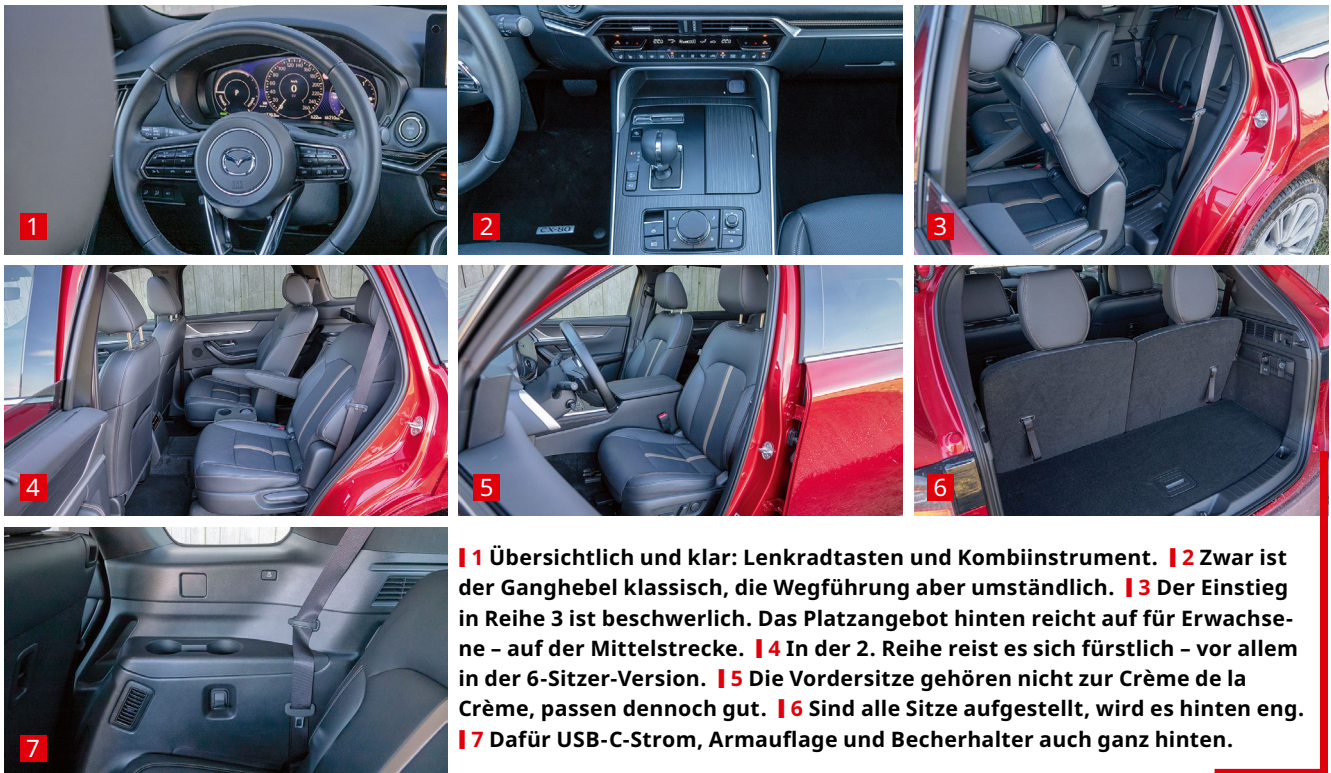 1
2
3
CX-80
4
5
6
7
1 Übersichtlich und klar: Lenkradtasten und Kombiinstrument. 2 Zwar ist
der Ganghebel klassisch, die Wegführung aber umständlich. 3 Der Einstieg
in Reihe 3 ist beschwerlich. Das Platzangebot hinten reicht auf für Erwachse-
ne – auf der Mittelstrecke. 4 In der 2. Reihe reist es sich fürstlich – vor allem
in der 6-Sitzer-Version. 5 Die Vordersitze gehören nicht zur Crème de la
Crème, passen dennoch gut. 6 Sind alle Sitze aufgestellt, wird es hinten eng.
7 Dafür USB-C-Strom, Armauflage und Becherhalter auch ganz hinten.